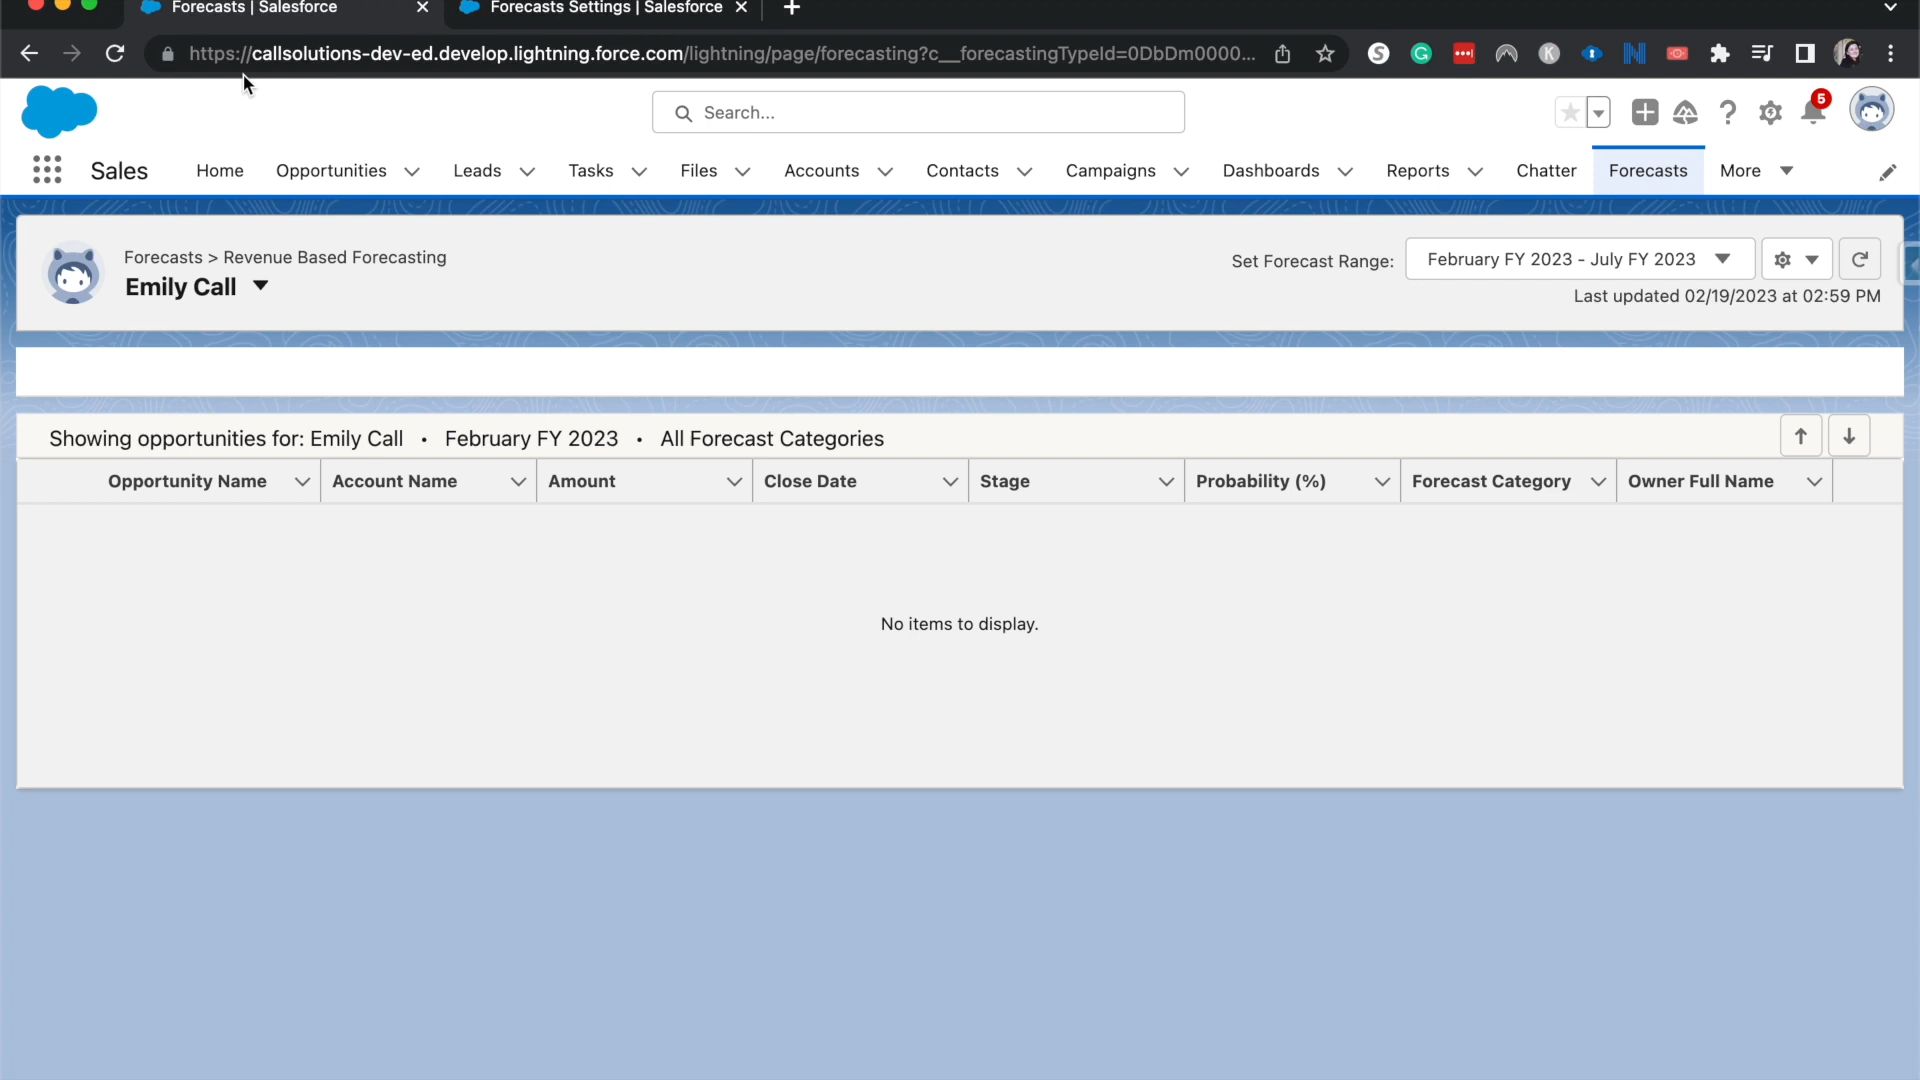 Forecasts | Salesforce
Forecasts Settings | Salesforce
https://callsolutions-dev-ed.develop.lightning.force.com/lightning/page/forecasting?c__forecastingTypeId=0DbDm0000...
Search...
5
Sales
Home
Opportunities
Leads
Tasks
Files
Accounts
Contacts
Campaigns
Dashboards
Reports
Chatter
Forecasts
More
Forecasts > Revenue Based Forecasting
Emily Call
Set Forecast Range:
February FY 2023 - July FY 2023
Last updated 02/19/2023 at 02:59 PM
Showing opportunities for: Emily Call • February FY 2023 • All Forecast Categories
Opportunity Name
Account Name
Amount
Close Date
Stage
Probability (%)
Forecast Category
Owner Full Name
No items to display.